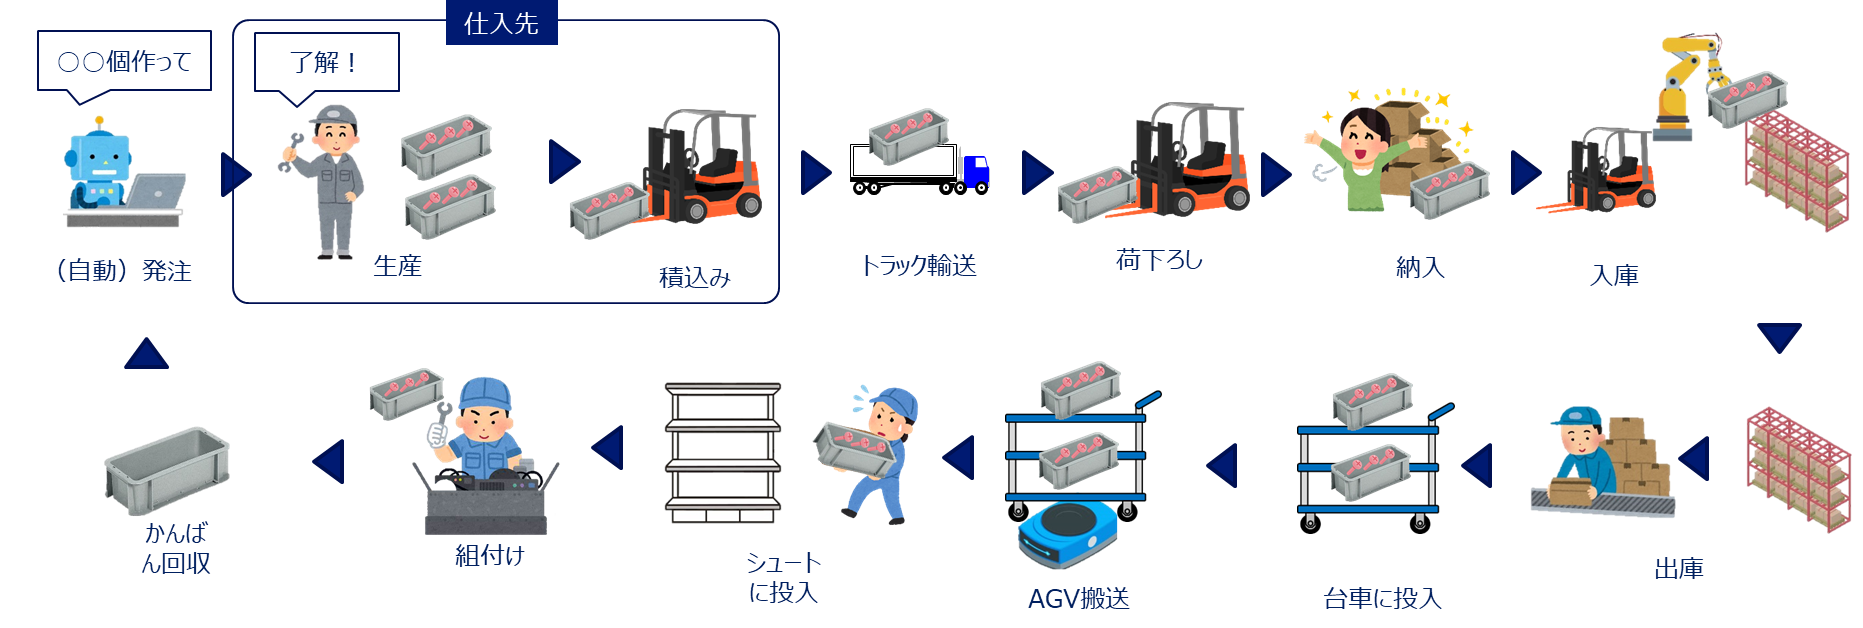 仕入先
○○個作って
了解！
（自動）発注
生産
積込み
トラック輸送
荷下ろし
納入
入庫
出庫
台車に投入
AGV搬送
シュート
に投入
組付け
かんば
ん回収